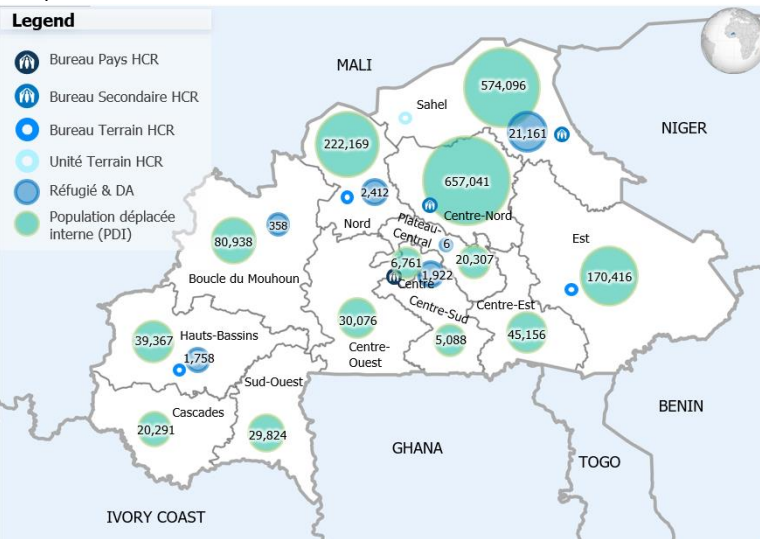 Legend
Bureau Pays HCR
Bureau Secondaire HCR
Bureau Terrain HCR
Unité Terrain HCR
Réfugié & DA
Population déplacée
interne (PDI)
MALI
NIGER
574,096
Sahel
21,161
222,169
657,041
2,412
Nord
Centre-Nord
Plateau-
Central
6
358
80,938
Boucle du Mouhoun
6,761
1,922
Centre
20,307
Est
170,416
Centre-Sud
Centre-Est
30,076
Centre-
Ouest
5,088
45,156
39,367
Hauts-Bassins
1,758
Sud-Ouest
Cascades
20,291
29,824
BENIN
GHANA
TOGO
IVORY COAST